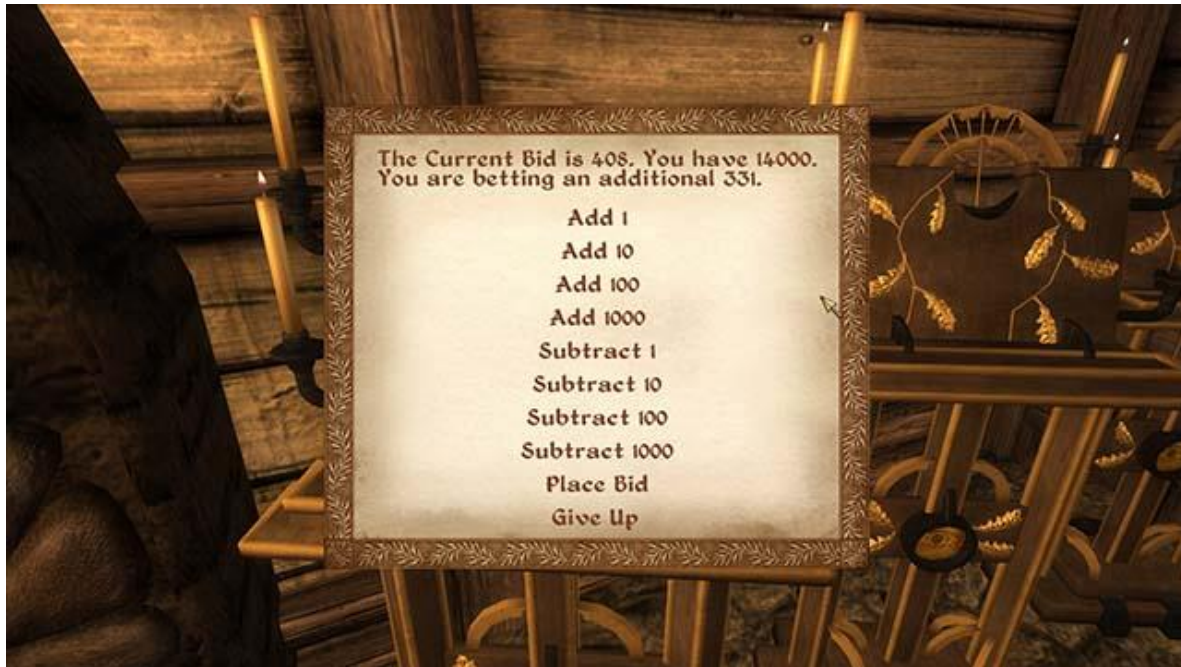 The Current Bid is 408. You have 14000.
You are betting an additional 331.
Add 1
Add 10
Add 100
Add 1000
Subtract 1
Subtract 10
Subtract 100
Subtract 1000
Place Bid
Give Up